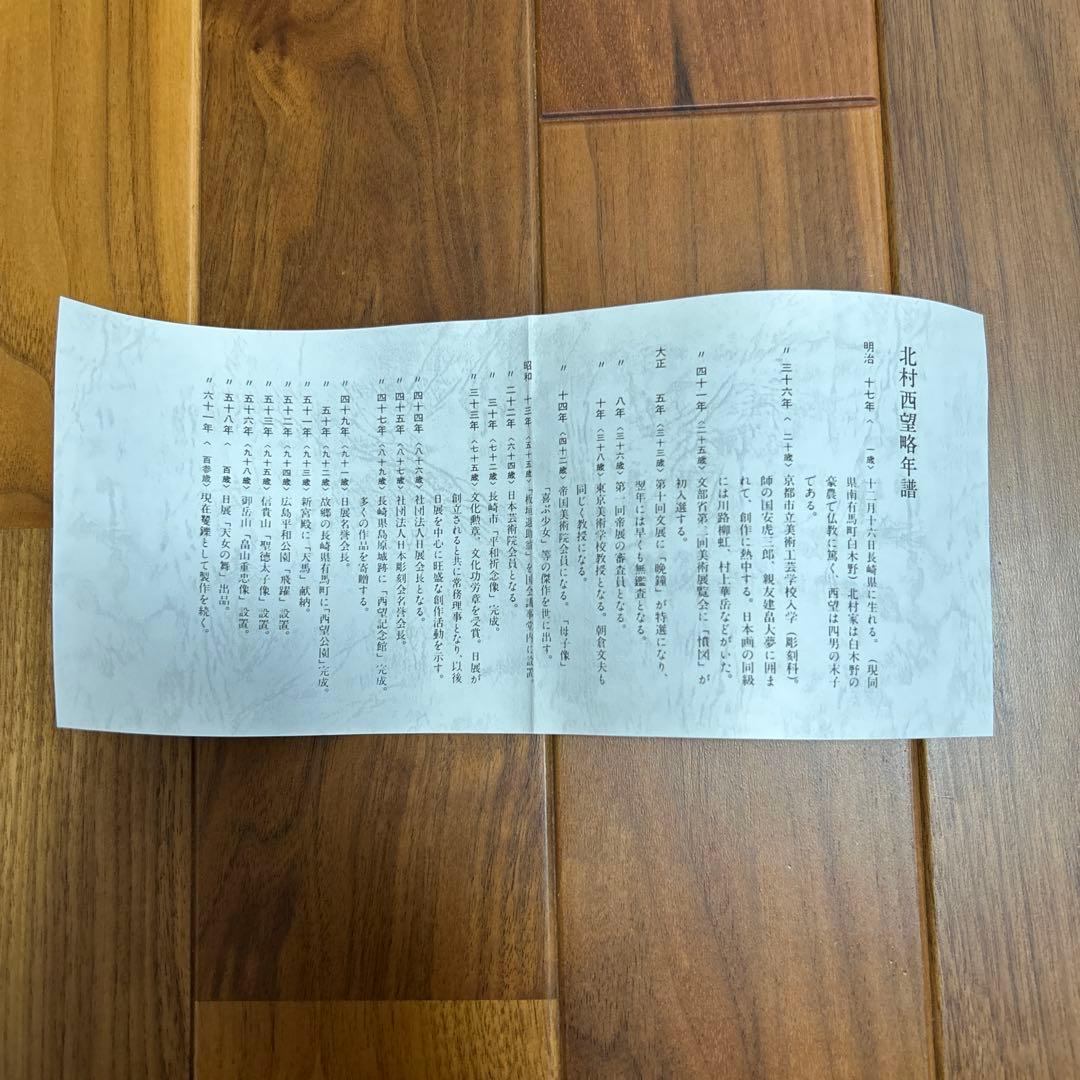 北村西望略年譜
明治 十七年〈 一歳〉十二月十六日長崎県に生れる。（現同
県南有馬町白木野）北村家は白木野の
豪農で仏教に篤く、西望は四男の末子
である。
〃 三十六年〈 二十歳〉京都市立美術工芸学校入学（彫刻科）。
師の国安虎三郎、親友建畠大夢に囲ま
れて、創作に熱中する。日本画の同級
には川路柳虹、村上華岳などがいた。
〃 四十一年〈二十五歳〉文部省第二回美術展覧会に「憤図」が
初入選する。
大正 五年〈三十三歳〉第十回文展に「晩鐘」が特選になり、
翌年には早くも無鑑査となる。
〃 八年〈三十六歳〉第一回帝展の審査員となる。
〃 十年〈三十八歳〉東京美術学校教授となる。朝倉文夫も
同じく教授になる。
〃 十四年〈四十二歳〉帝国美術院会員になる。「母子像」
「喜ぶ少女」等の傑作を世に出す。
昭和 十三年〈五十五歳〉「板垣退助翁」を国会議事堂内に設置
〃 二十二年〈六十四歳〉日本芸術院会員となる。
〃 三十年〈七十二歳〉長崎市「平和祈念像」完成。
〃 三十三年〈七十五歳〉文化勲章、文化功労章を受賞。日展が
創立されると共に常務理事となり、以後
日展を中心に旺盛な創作活動を示す。
〃 四十四年〈八十六歳〉社団法人日展会長となる。
〃 四十五年〈八十七歳〉社団法人日本彫刻会名誉会長。
〃 四十七年〈八十九歳〉長崎県島原城跡に「西望記念館」完成。
多くの作品を寄贈する。
〃 四十九年〈九十一歳〉日展名誉会長。
〃 五十年〈九十二歳〉故郷の長崎県有馬町に「西望公園」完成。
〃 五十一年〈九十三歳〉新宮殿に「天馬」献納。
〃 五十二年〈九十四歳〉広島平和公園「飛躍」設置。
〃 五十三年〈九十五歳〉信貴山「聖徳太子像」設置。
〃 五十六年〈九十八歳〉御岳山「畠山重忠像」設置。
〃 五十八年〈 百歳〉日展「天女の舞」出品。
〃 六十一年〈 百参歳〉現在矍鑠として製作を続く。